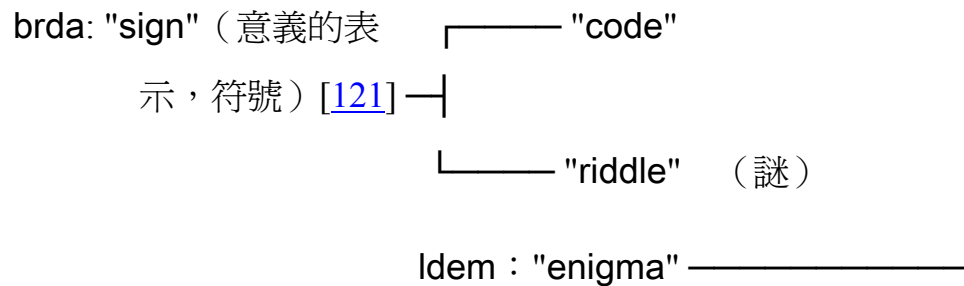 brda: "sign"（意義的表 "code"
示，符號）[121]
"riddle" （謎）
ldem："enigma"